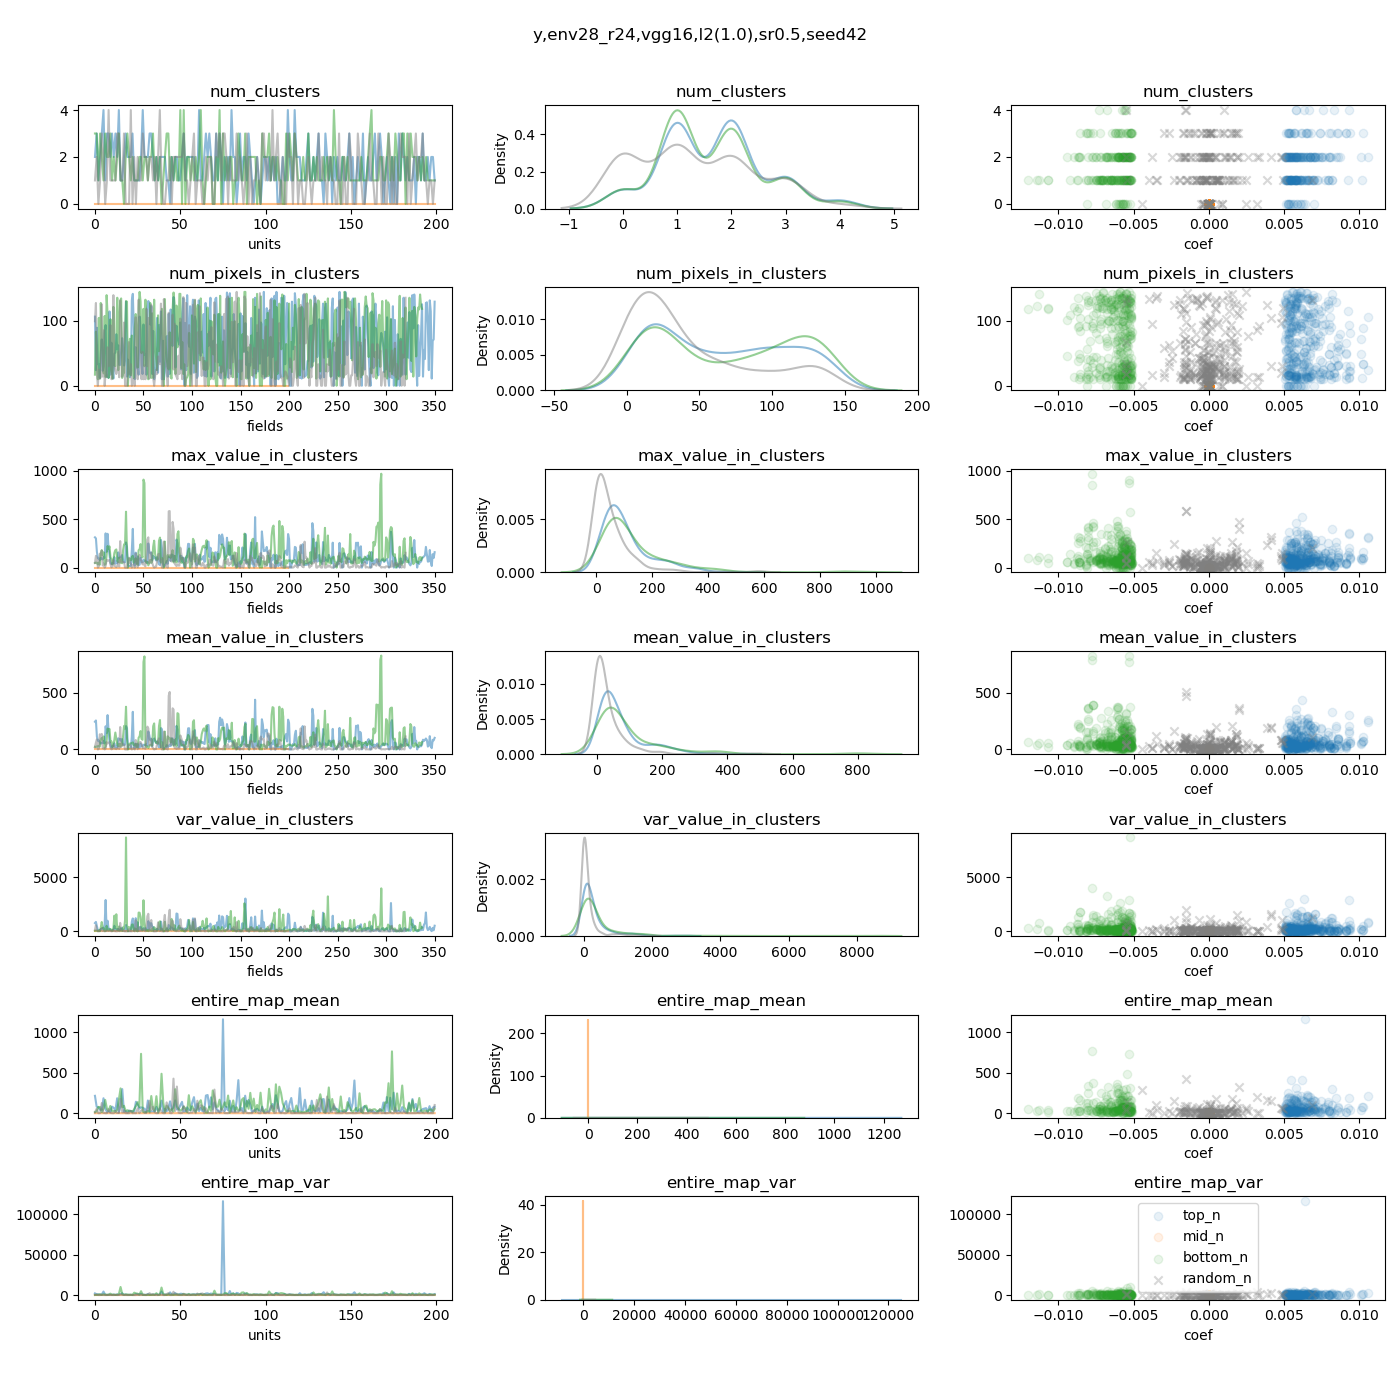 y,env28_r24,vgg16,l2(1.0),sr0.5,seed42
num_clusters
num_clusters
num_clusters
4
2
0
0 50 100 150 200
units
Density
0.4
0.2
0.0
−1 0 1 2 3 4 5
4
2
0
−0.010 −0.005 0.000 0.005 0.010
coef
num_pixels_in_clusters
num_pixels_in_clusters
num_pixels_in_clusters
100
0
0 50 100 150 200 250 300 350
fields
Density
0.010
0.005
0.000
−50 0 50 100 150 200
100
0
−0.010 −0.005 0.000 0.005 0.010
coef
max_value_in_clusters
max_value_in_clusters
max_value_in_clusters
1000
500
0
0 50 100 150 200 250 300 350
fields
Density
0.005
0.000
0 200 400 600 800 1000
1000
500
0
−0.010 −0.005 0.000 0.005 0.010
coef
mean_value_in_clusters
mean_value_in_clusters
mean_value_in_clusters
500
0
0 50 100 150 200 250 300 350
fields
Density
0.010
0.005
0.000
0 200 400 600 800
500
0
−0.010 −0.005 0.000 0.005 0.010
coef
var_value_in_clusters
var_value_in_clusters
var_value_in_clusters
5000
0
0 50 100 150 200 250 300 350
fields
Density
0.002
0.000
0 2000 4000 6000 8000
5000
0
−0.010 −0.005 0.000 0.005 0.010
coef
entire_map_mean
entire_map_mean
entire_map_mean
1000
500
0
0 50 100 150 200
units
Density
200
100
0
0 200 400 600 800 1000 1200
1000
500
0
−0.010 −0.005 0.000 0.005 0.010
coef
entire_map_var
entire_map_var
entire_map_var
100000
50000
0
0 50 100 150 200
units
Density
40
20
0
0 20000 40000 60000 80000 100000 120000
100000
50000
0
top_n
mid_n
bottom_n
random_n
−0.010 −0.005 0.000 0.005 0.010
coef